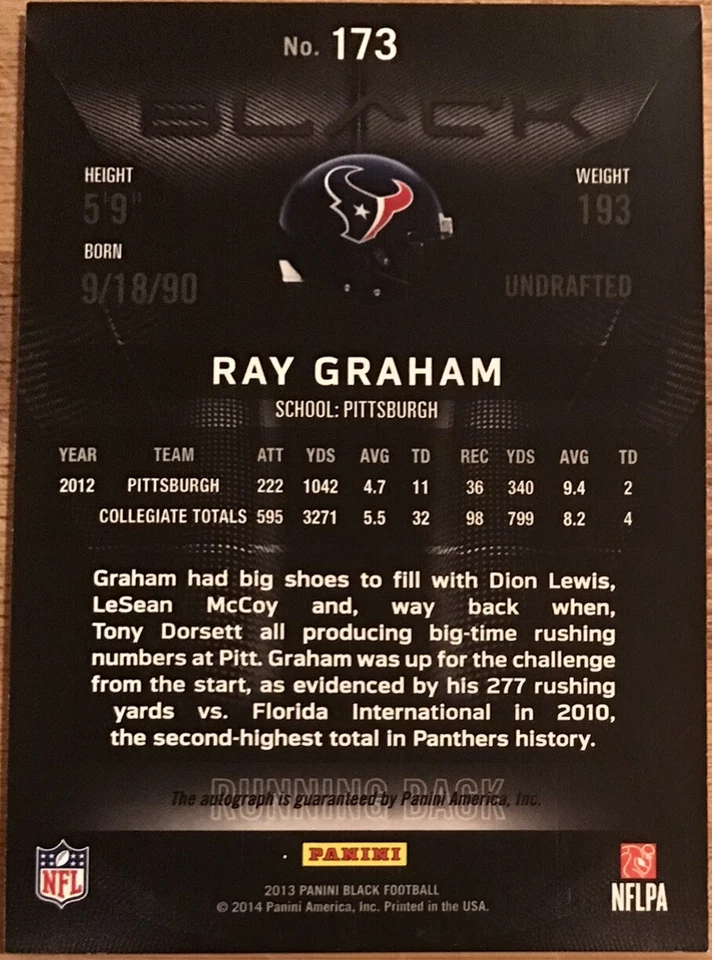 No. 173
BLACK
HEIGHT
5'9"
WEIGHT
193
BORN
9/18/90
UNDRAFTED
RAY GRAHAM
SCHOOL: PITTSBURGH
YEAR TEAM ATT YDS AVG TD REC YDS AVG TD
2012 PITTSBURGH 222 1042 4.7 11 36 340 9.4 2
COLLEGIATE TOTALS 595 3271 5.5 32 98 799 8.2 4
Graham had big shoes to fill with Dion Lewis,
LeSean McCoy and, way back when,
Tony Dorsett all producing big-time rushing
numbers at Pitt. Graham was up for the challenge
from the start, as evidenced by his 277 rushing
yards vs. Florida International in 2010,
the second-highest total in Panthers history.
RUNNING BACK
The autograph is guaranteed by Panini America, Inc.
PANINI
NFL
2013 PANINI BLACK FOOTBALL
© 2014 Panini America, Inc. Printed in the USA.
NFLPA